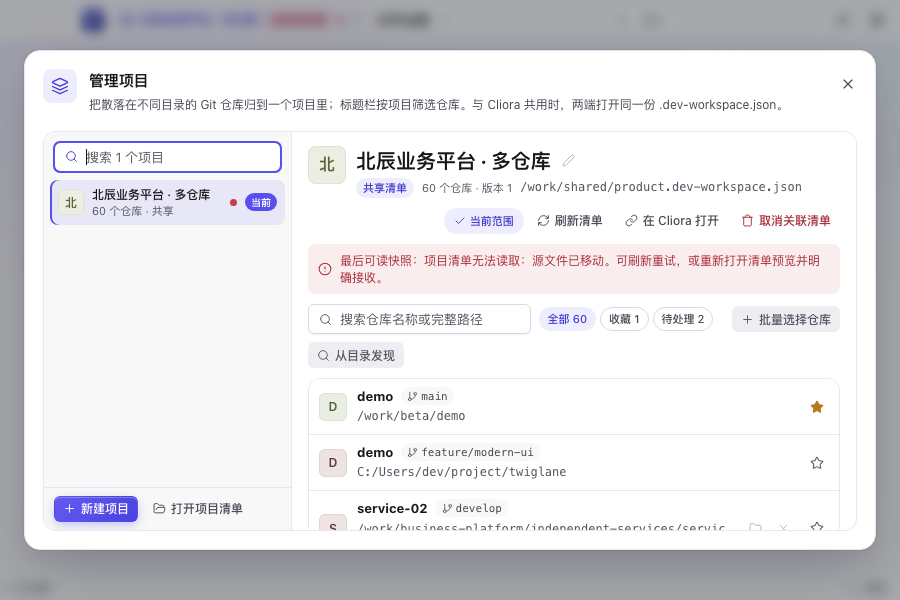 管理项目
把散落在不同目录的 Git 仓库归到一个项目里；标题栏按项目筛选仓库。与 Cliora 共用时，两端打开同一份 .dev-workspace.json。
搜索 1 个项目
北 北辰业务平台 · 多仓库 当前
60 个仓库 · 共享
新建项目 打开项目清单
北 北辰业务平台 · 多仓库
共享清单 60 个仓库 · 版本 1 /work/shared/product.dev-workspace.json
当前范围 刷新清单 在 Cliora 打开 取消关联清单
最后可读快照：项目清单无法读取：源文件已移动。可刷新重试，或重新打开清单预览并明
确接收。
搜索仓库名称或完整路径 全部 60 收藏 1 待处理 2 批量选择仓库
从目录发现
D demo main
/work/beta/demo
D demo feature/modern-ui
C:/Users/dev/project/twiglane
S service-02 develop
/work/business-platform/independent-services/servic